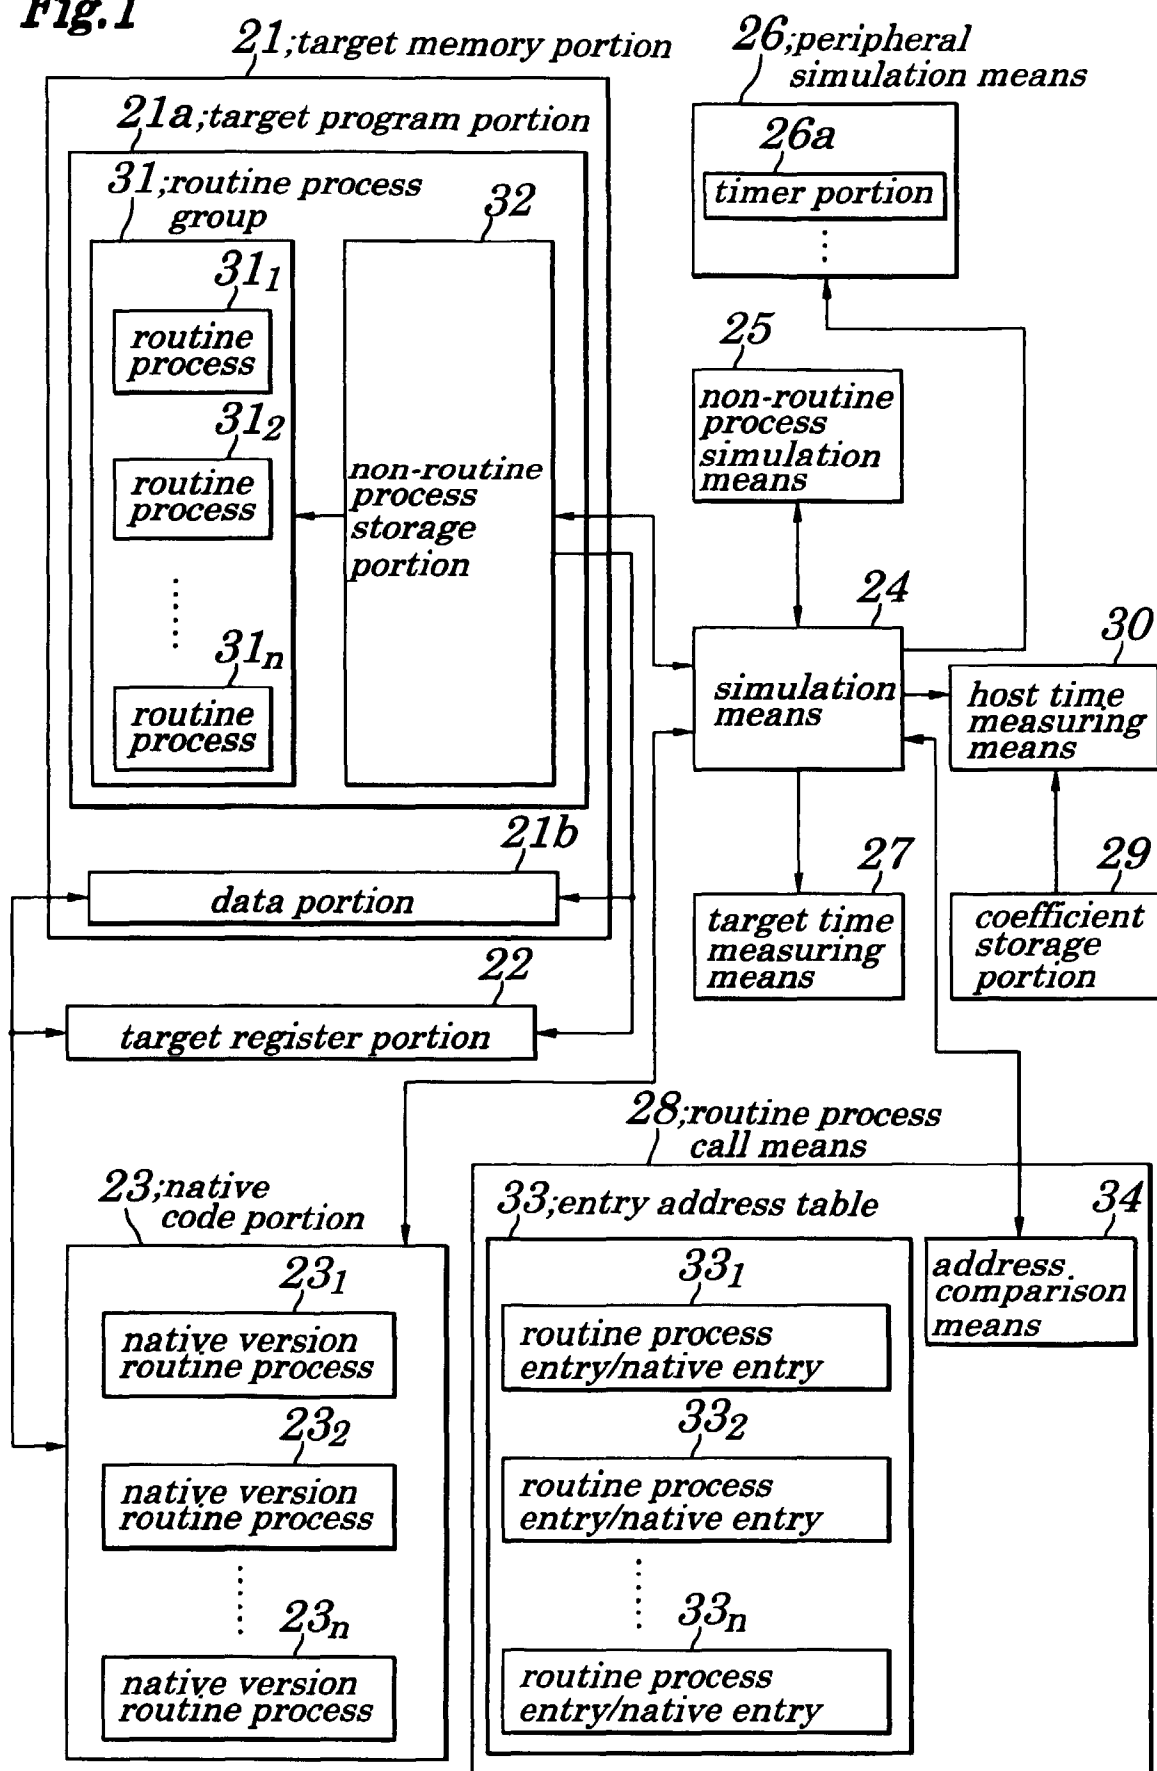 Fig.1
21;target memory portion
21a;target program portion
31;routine process
group
32
31₁
routine
process
31₂
routine
process
31n
routine
process
non-routine
process
storage
portion
21b
data portion
22
target register portion
26;peripheral
simulation means
26a
timer portion
25
non-routine
process
simulation
means
24
simulation
means
30
host time
measuring
means
27
target time
measuring
means
29
coefficient
storage
portion
23;native
code portion
23₁
native version
routine process
23₂
native version
routine process
23n
native version
routine process
28;routine process
call means
33;entry address table
33₁
routine process
entry/native entry
33₂
routine process
entry/native entry
33n
routine process
entry/native entry
34
address
comparison
means